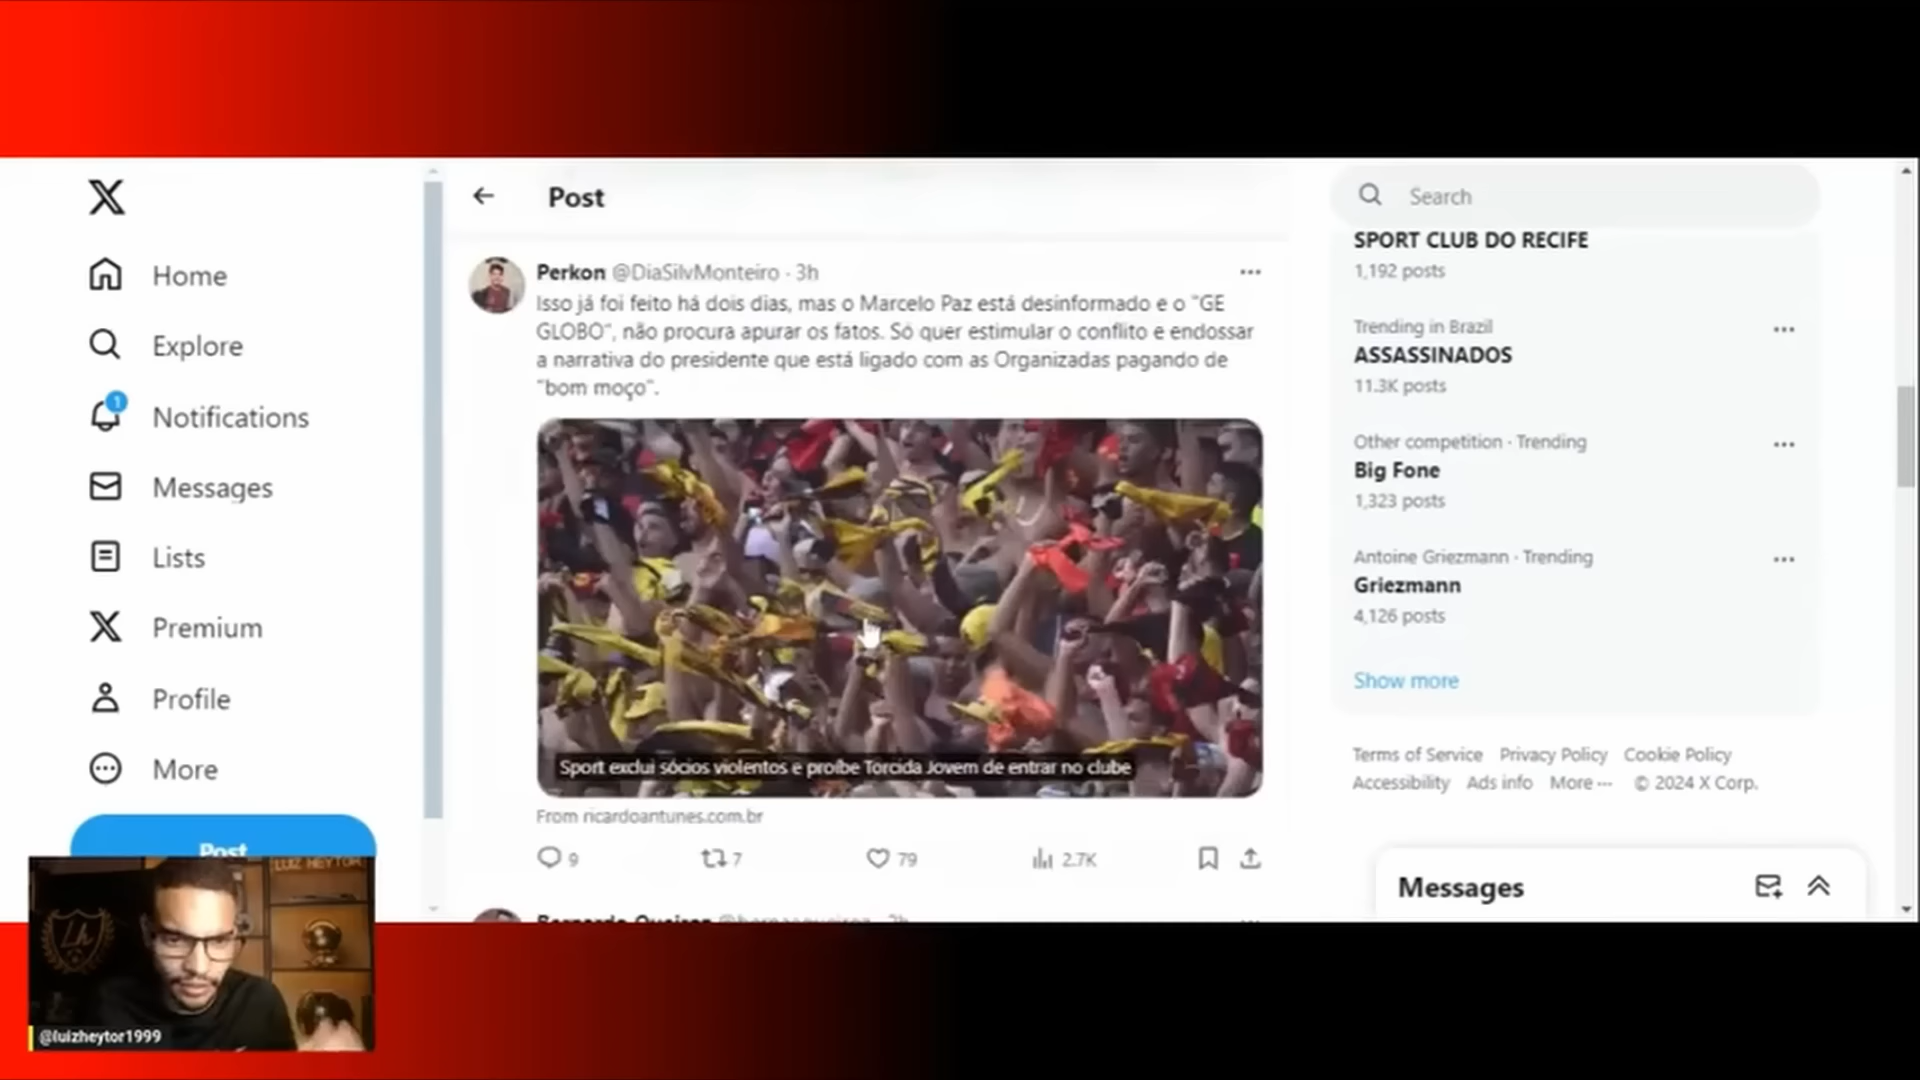 Home
Explore
1
Notifications
Messages
Lists
Premium
Profile
More
Post
LUIZ HEYTOR
Lh
@luizheytor1999
Post
Perkon @DiaSilvMonteiro · 3h
Isso já foi feito há dois dias, mas o Marcelo Paz está desinformado e o "GE
GLOBO", não procura apurar os fatos. Só quer estimular o conflito e endossar
a narrativa do presidente que está ligado com as Organizadas pagando de
"bom moço".
Sport exclui sócios violentos e proíbe Torcida Jovem de entrar no clube
From ricardoantunes.com.br
9 7 79 2.7K
Bernardo Queiroz
Search
SPORT CLUB DO RECIFE
1,192 posts
Trending in Brazil
ASSASSINADOS
11.3K posts
Other competition · Trending
Big Fone
1,323 posts
Antoine Griezmann · Trending
Griezmann
4,126 posts
Show more
Terms of Service Privacy Policy Cookie Policy
Accessibility Ads info More ··· © 2024 X Corp.
Messages